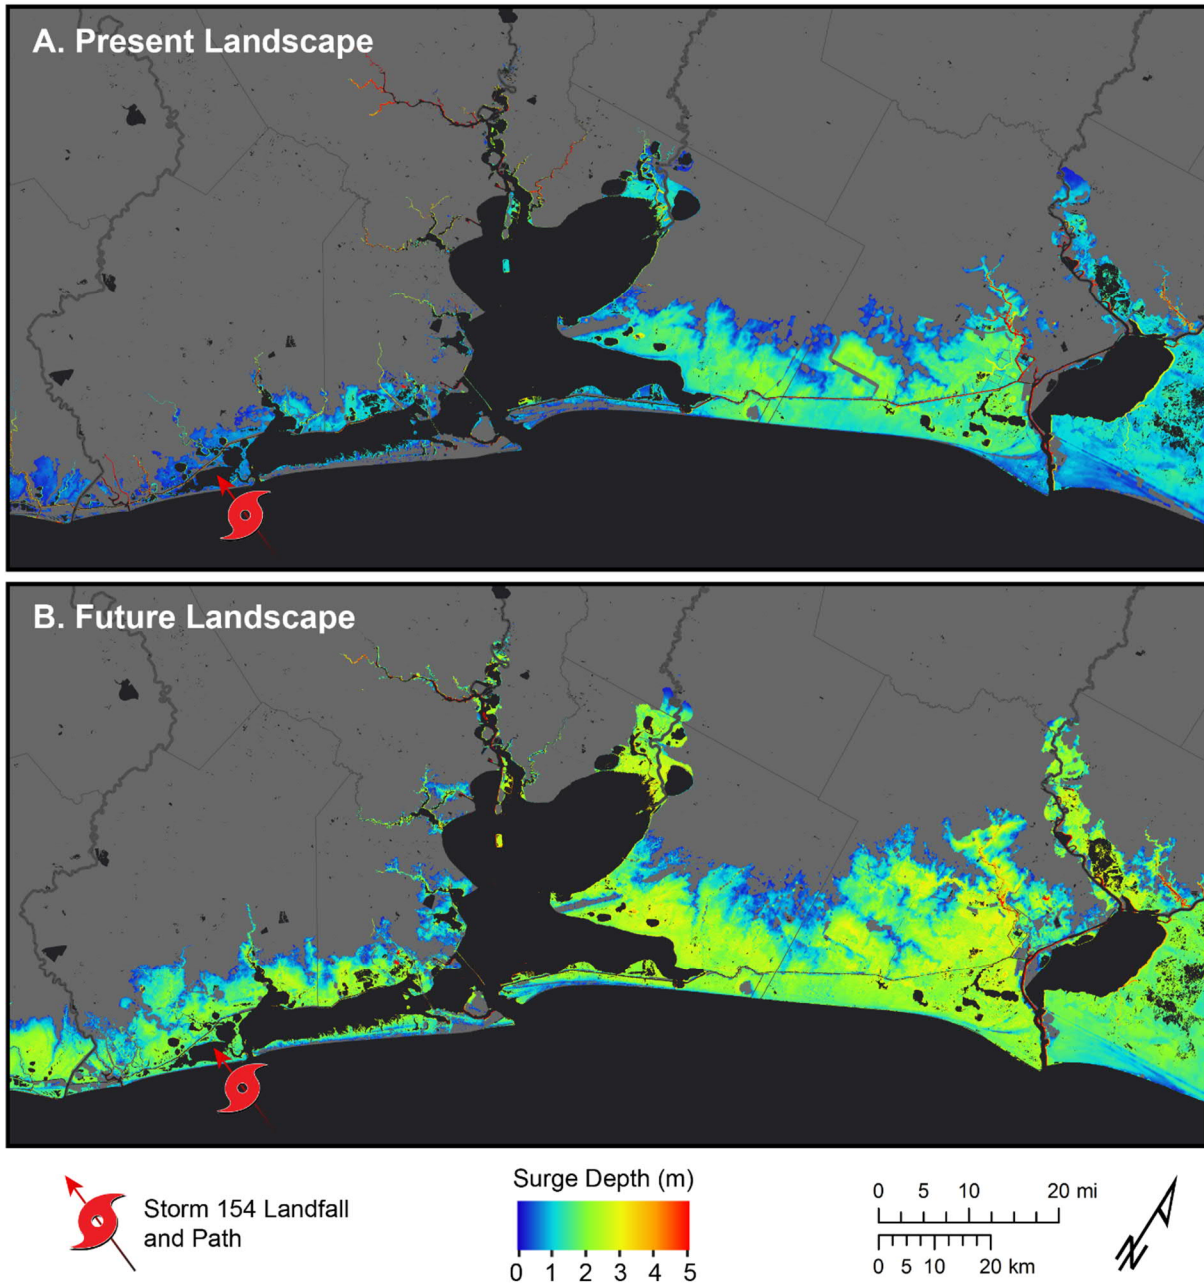 A. Present Landscape
B. Future Landscape
Storm 154 Landfall
and Path
Surge Depth (m)
0 1 2 3 4 5
0 5 10 20 mi
0 5 10 20 km
N